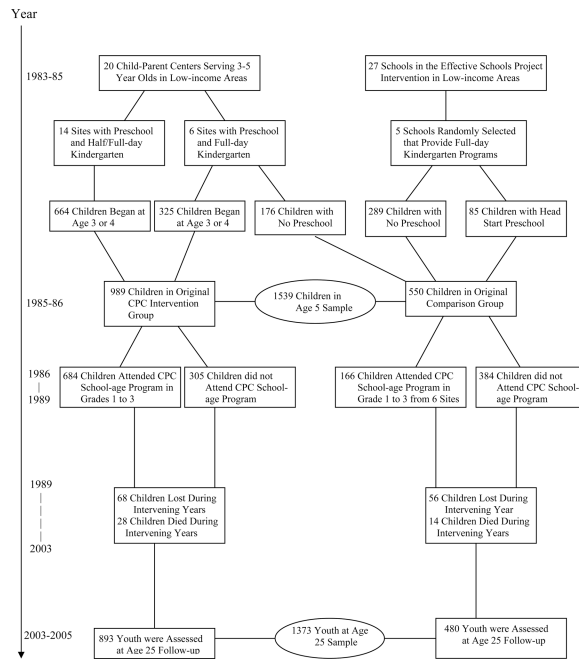 Year
1983-85
20 Child-Parent Centers Serving 3-5
Year Olds in Low-income Areas
27 Schools in the Effective Schools Project
Intervention in Low-income Areas
14 Sites with Preschool
and Half/Full-day
Kindergarten
6 Sites with Preschool
and Full-day
Kindergarten
5 Schools Randomly Selected
that Provide Full-day
Kindergarten Programs
664 Children Began at
Age 3 or 4
325 Children Began
at Age 3 or 4
176 Children with
No Preschool
289 Children with
No Preschool
85 Children with Head
Start Preschool
1985-86
989 Children in Original
CPC Intervention
Group
1539 Children in
Age 5 Sample
550 Children in Original
Comparison Group
1986
|
1989
684 Children Attended CPC
School-age Program in
Grades 1 to 3
305 Children did not
Attend CPC School-
age Program
166 Children Attended CPC
School-age Program in
Grade 1 to 3 from 6 Sites
384 Children did not
Attend CPC School-
age Program
1989
|
|
|
|
2003
68 Children Lost During
Intervening Years
28 Children Died During
Intervening Years
56 Children Lost During
Intervening Year
14 Children Died During
Intervening Years
2003-2005
893 Youth were Assessed
at Age 25 Follow-up
1373 Youth at Age
25 Sample
480 Youth were Assessed
at Age 25 Follow-up